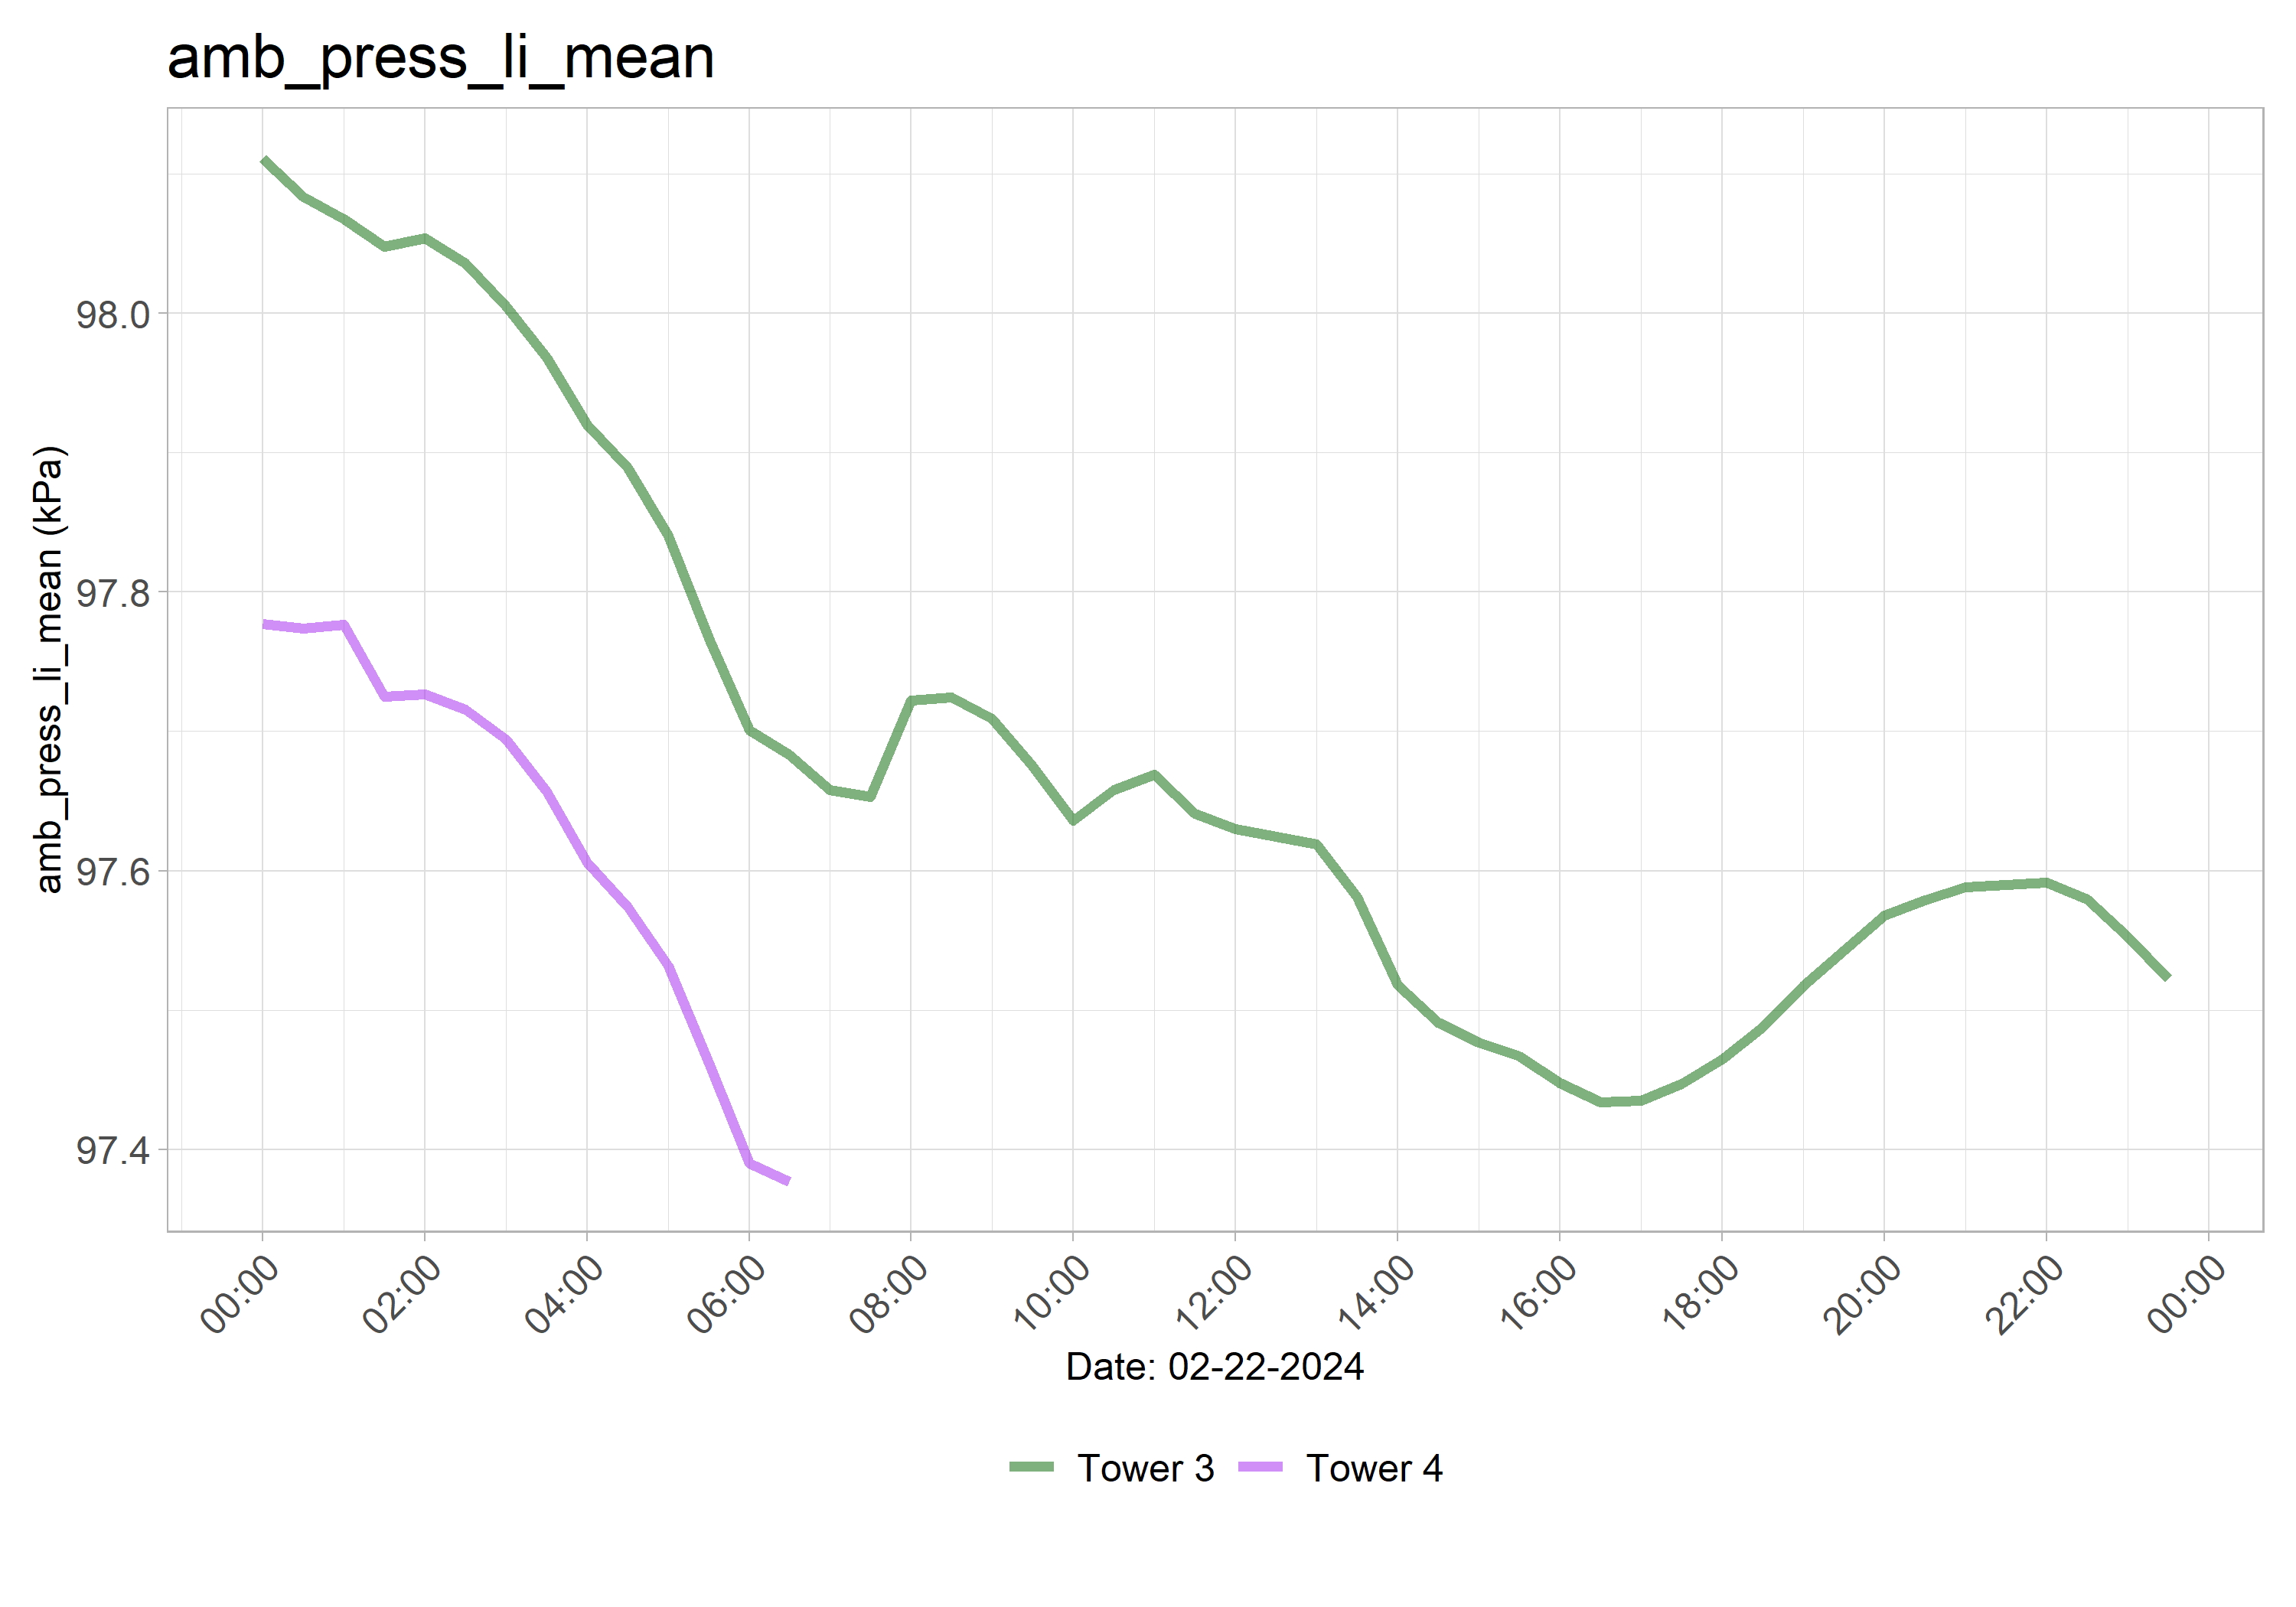 amb_press_li_mean
amb_press_li_mean (kPa)
98.0
97.8
97.6
97.4
00:00 02:00 04:00 06:00 08:00 10:00 12:00 14:00 16:00 18:00 20:00 22:00 00:00
Date: 02-22-2024
Tower 3 Tower 4